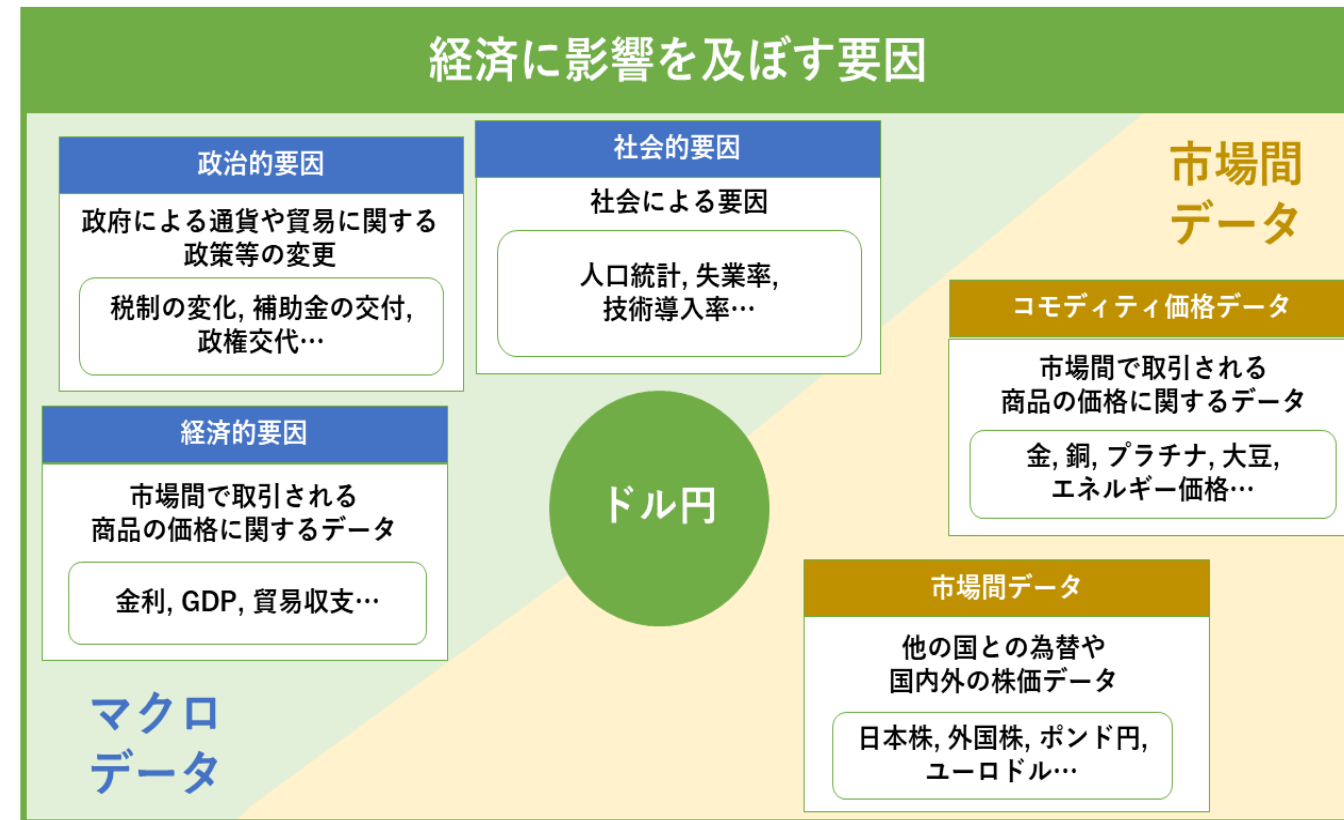 経済に影響を及ぼす要因
政治的要因
政府による通貨や貿易に関する
政策等の変更
税制の変化, 補助金の交付,
政権交代…
社会的要因
社会による要因
人口統計, 失業率,
技術導入率…
市場間
データ
コモディティ価格データ
市場間で取引される
商品の価格に関するデータ
金, 銅, プラチナ, 大豆,
エネルギー価格…
経済的要因
市場間で取引される
商品の価格に関するデータ
金利, GDP, 貿易収支…
ドル円
市場間データ
他の国との為替や
国内外の株価データ
日本株, 外国株, ポンド円,
ユーロドル…
マクロ
データ